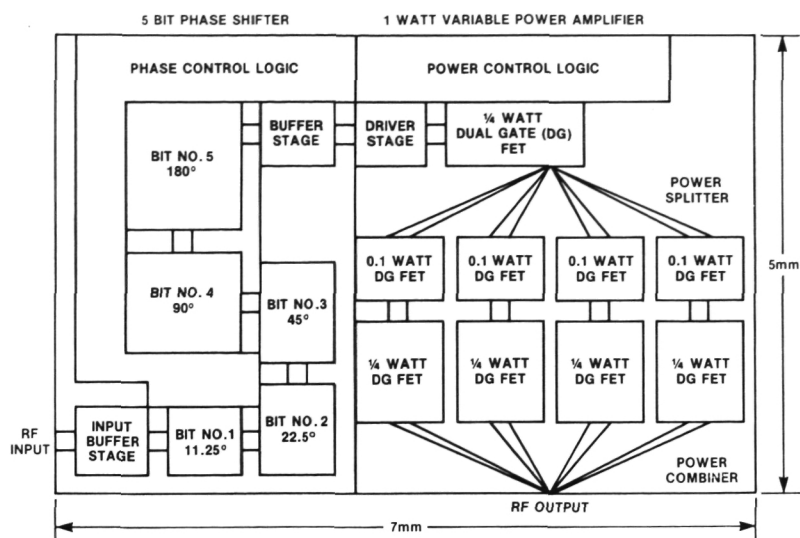 5 BIT PHASE SHIFTER
1 WATT VARIABLE POWER AMPLIFIER
PHASE CONTROL LOGIC
POWER CONTROL LOGIC
BIT NO. 5
180°
BUFFER
STAGE
DRIVER
STAGE
¼ WATT
DUAL GATE (DG)
FET
POWER
SPLITTER
BIT NO. 4
90°
BIT NO.3
45°
0.1 WATT
DG FET
0.1 WATT
DG FET
0.1 WATT
DG FET
0.1 WATT
DG FET
5mm
¼ WATT
DG FET
¼ WATT
DG FET
¼ WATT
DG FET
¼ WATT
DG FET
RF
INPUT
INPUT
BUFFER
STAGE
BIT NO.1
11.25°
BIT NO. 2
22.5°
POWER
COMBINER
RF OUTPUT
7mm